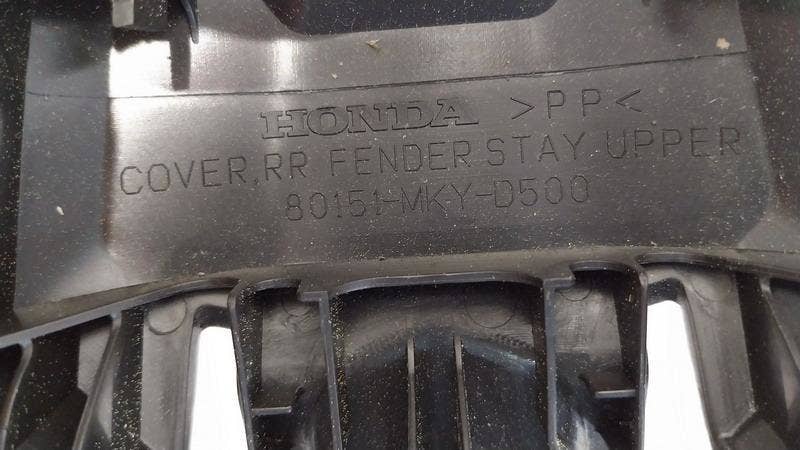 HONDA >PP<
COVER,RR FENDER STAY UPPER
80151-MKY-D500